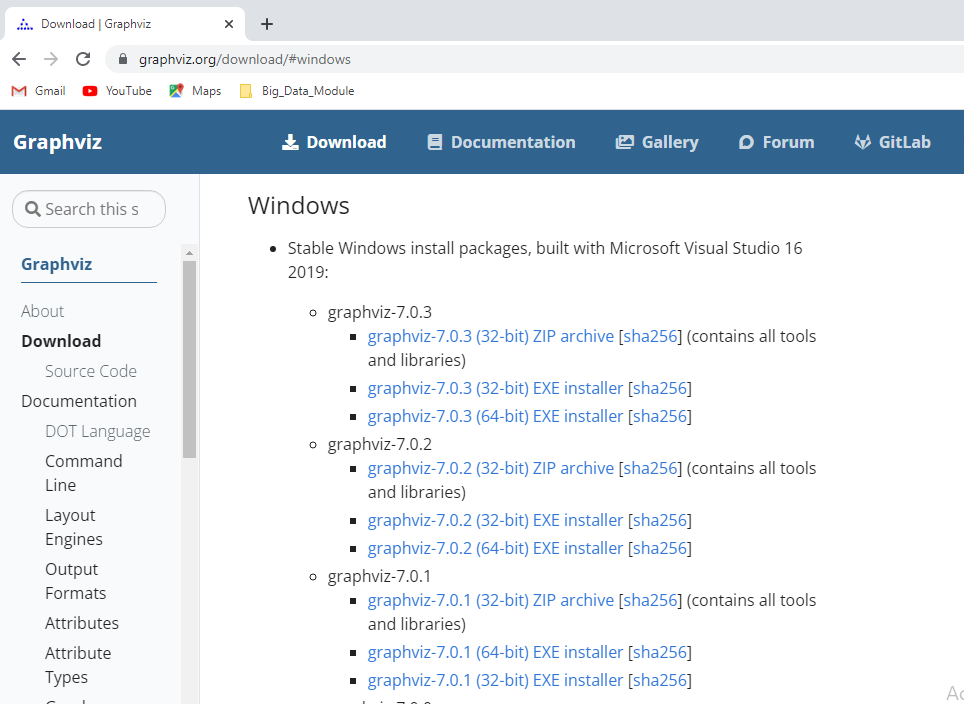 Download | Graphviz
graphviz.org/download/#windows
Gmail
YouTube
Maps
Big_Data_Module
Graphviz
Download
Documentation
Gallery
Forum
GitLab
Search this s
Graphviz
About
Download
Source Code
Documentation
DOT Language
Command
Line
Layout
Engines
Output
Formats
Attributes
Attribute
Types
Windows
Stable Windows install packages, built with Microsoft Visual Studio 16
2019:
graphviz-7.0.3
graphviz-7.0.3 (32-bit) ZIP archive [sha256] (contains all tools
and libraries)
graphviz-7.0.3 (32-bit) EXE installer [sha256]
graphviz-7.0.3 (64-bit) EXE installer [sha256]
graphviz-7.0.2
graphviz-7.0.2 (32-bit) ZIP archive [sha256] (contains all tools
and libraries)
graphviz-7.0.2 (32-bit) EXE installer [sha256]
graphviz-7.0.2 (64-bit) EXE installer [sha256]
graphviz-7.0.1
graphviz-7.0.1 (32-bit) ZIP archive [sha256] (contains all tools
and libraries)
graphviz-7.0.1 (64-bit) EXE installer [sha256]
graphviz-7.0.1 (32-bit) EXE installer [sha256]